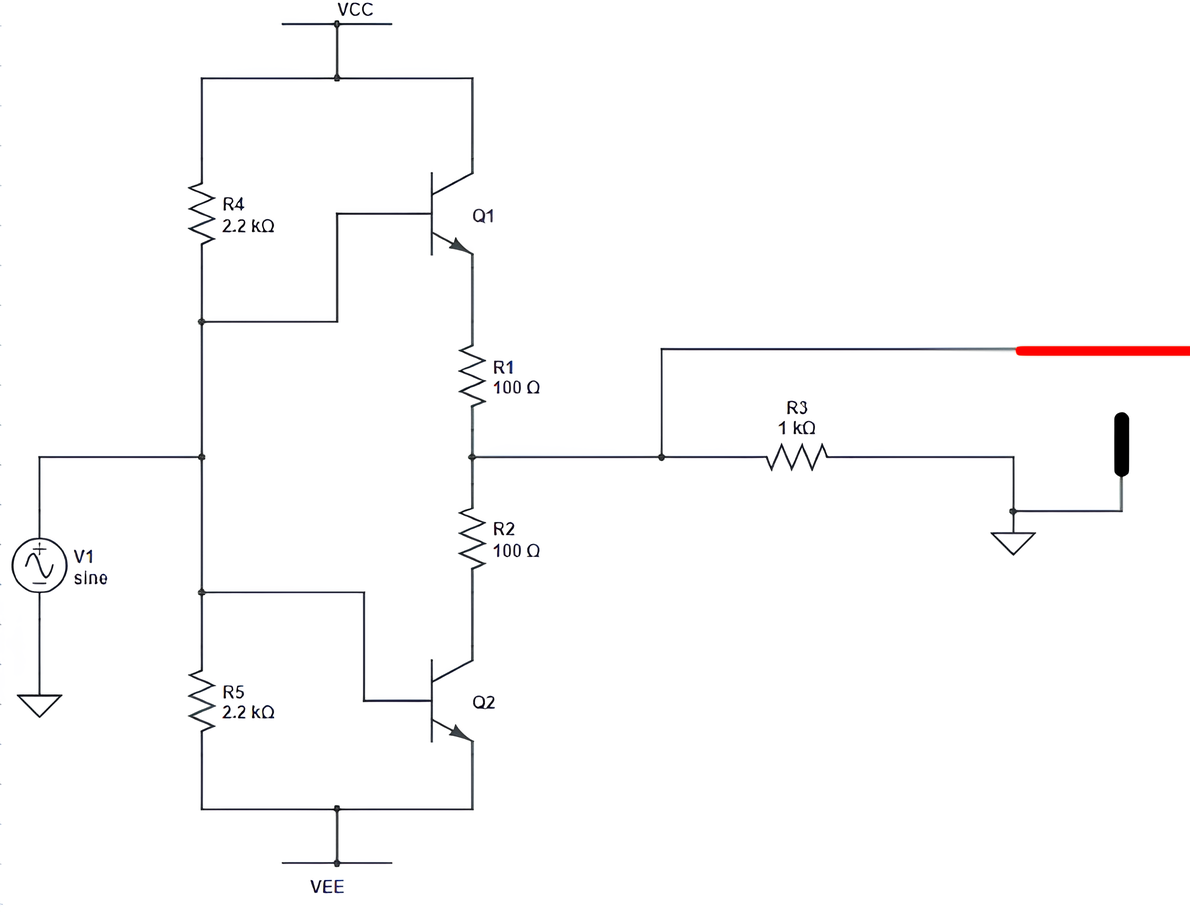 VCC
R4
2.2 kΩ
Q1
R1
100 Ω
R3
1 kΩ
R2
100 Ω
V1
sine
R5
2.2 kΩ
Q2
VEE